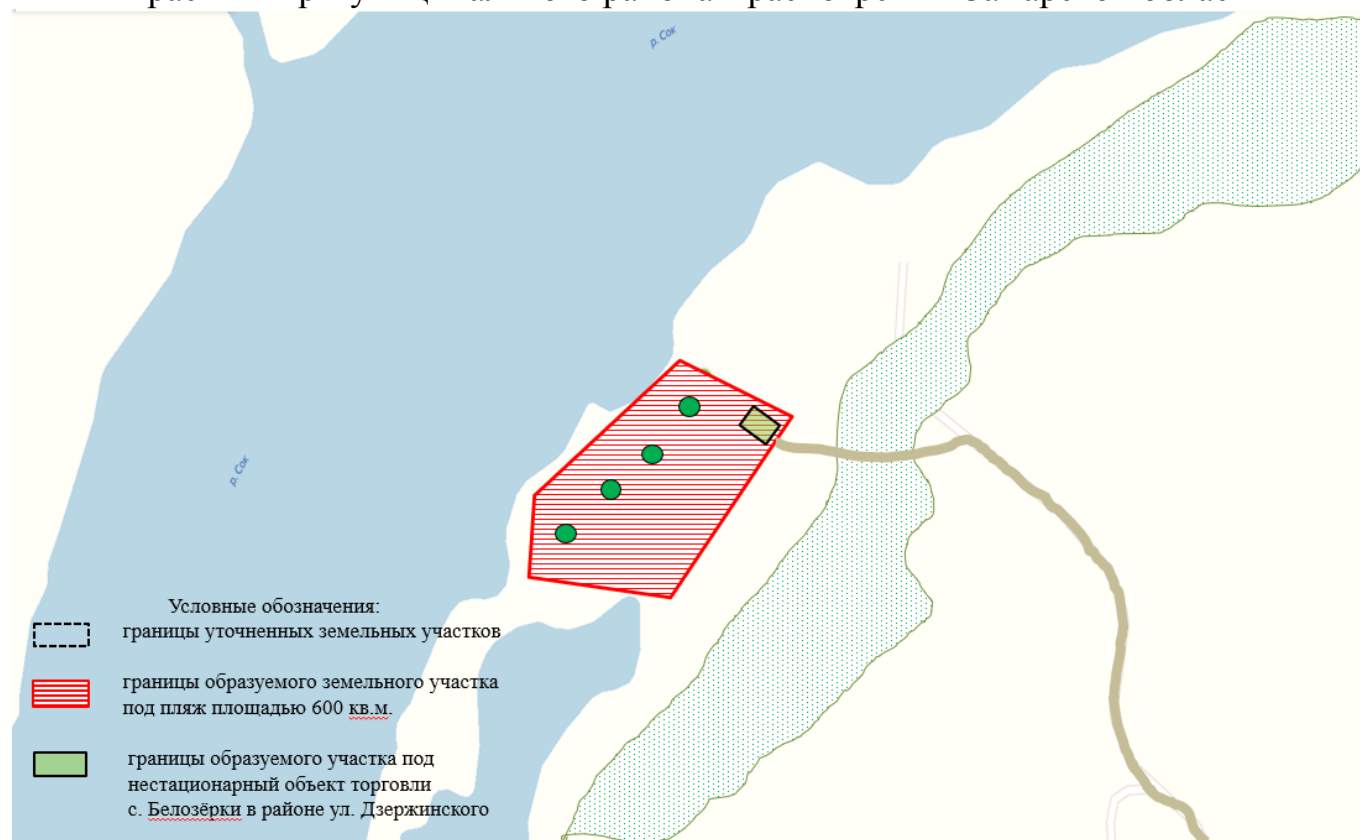 р. Сок
р. Сок
Условные обозначения:
границы уточненных земельных участков
границы образуемого земельного участка
под пляж площадью 600 кв.м.
границы образуемого участка под
нестационарный объект торговли
с. Белозёрки в районе ул. Дзержинского